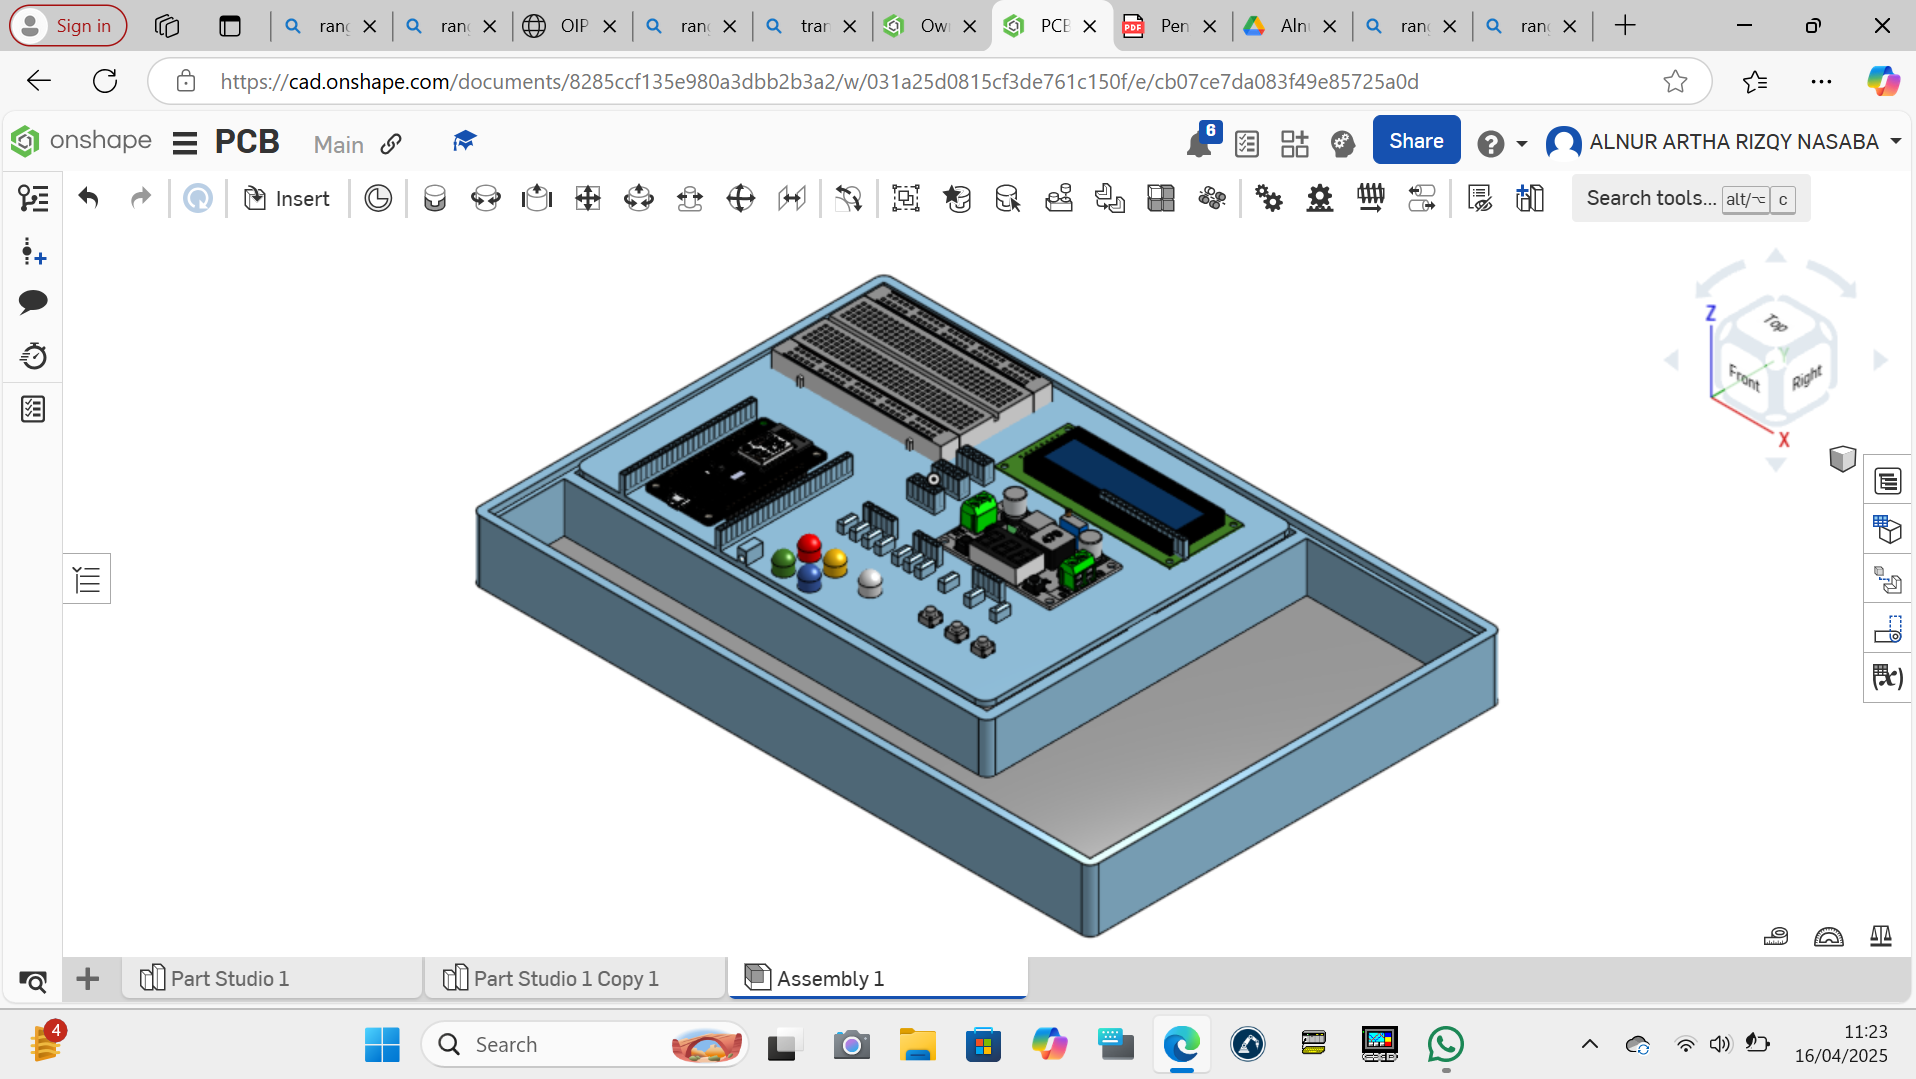 Sign in
ran
ran
OIP
ran
tran
Ow
PCB
Pen
Aln
ran
ran
https://cad.onshape.com/documents/8285ccf135e980a3dbb2b3a2/w/031a25d0815cf3de761c150f/e/cb07ce7da083f49e85725a0d
onshape
PCB
Main
6
Share
ALNUR ARTHA RIZQY NASABA
Insert
Search tools... alt/⌥ c
Z
Top
Y
Front
Right
X
Part Studio 1
Part Studio 1 Copy 1
Assembly 1
4
Search
11:23
16/04/2025